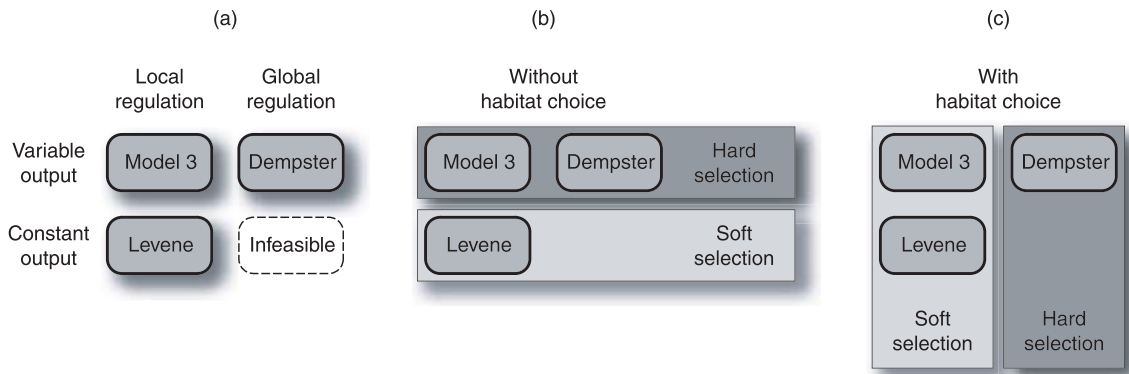 (a)
Local
regulation
Global
regulation
Variable
output
Model 3
Dempster
Constant
output
Levene
Infeasible
(b)
Without
habitat choice
Model 3
Dempster
Hard
selection
Levene
Soft
selection
(c)
With
habitat choice
Model 3
Dempster
Levene
Soft
selection
Hard
selection